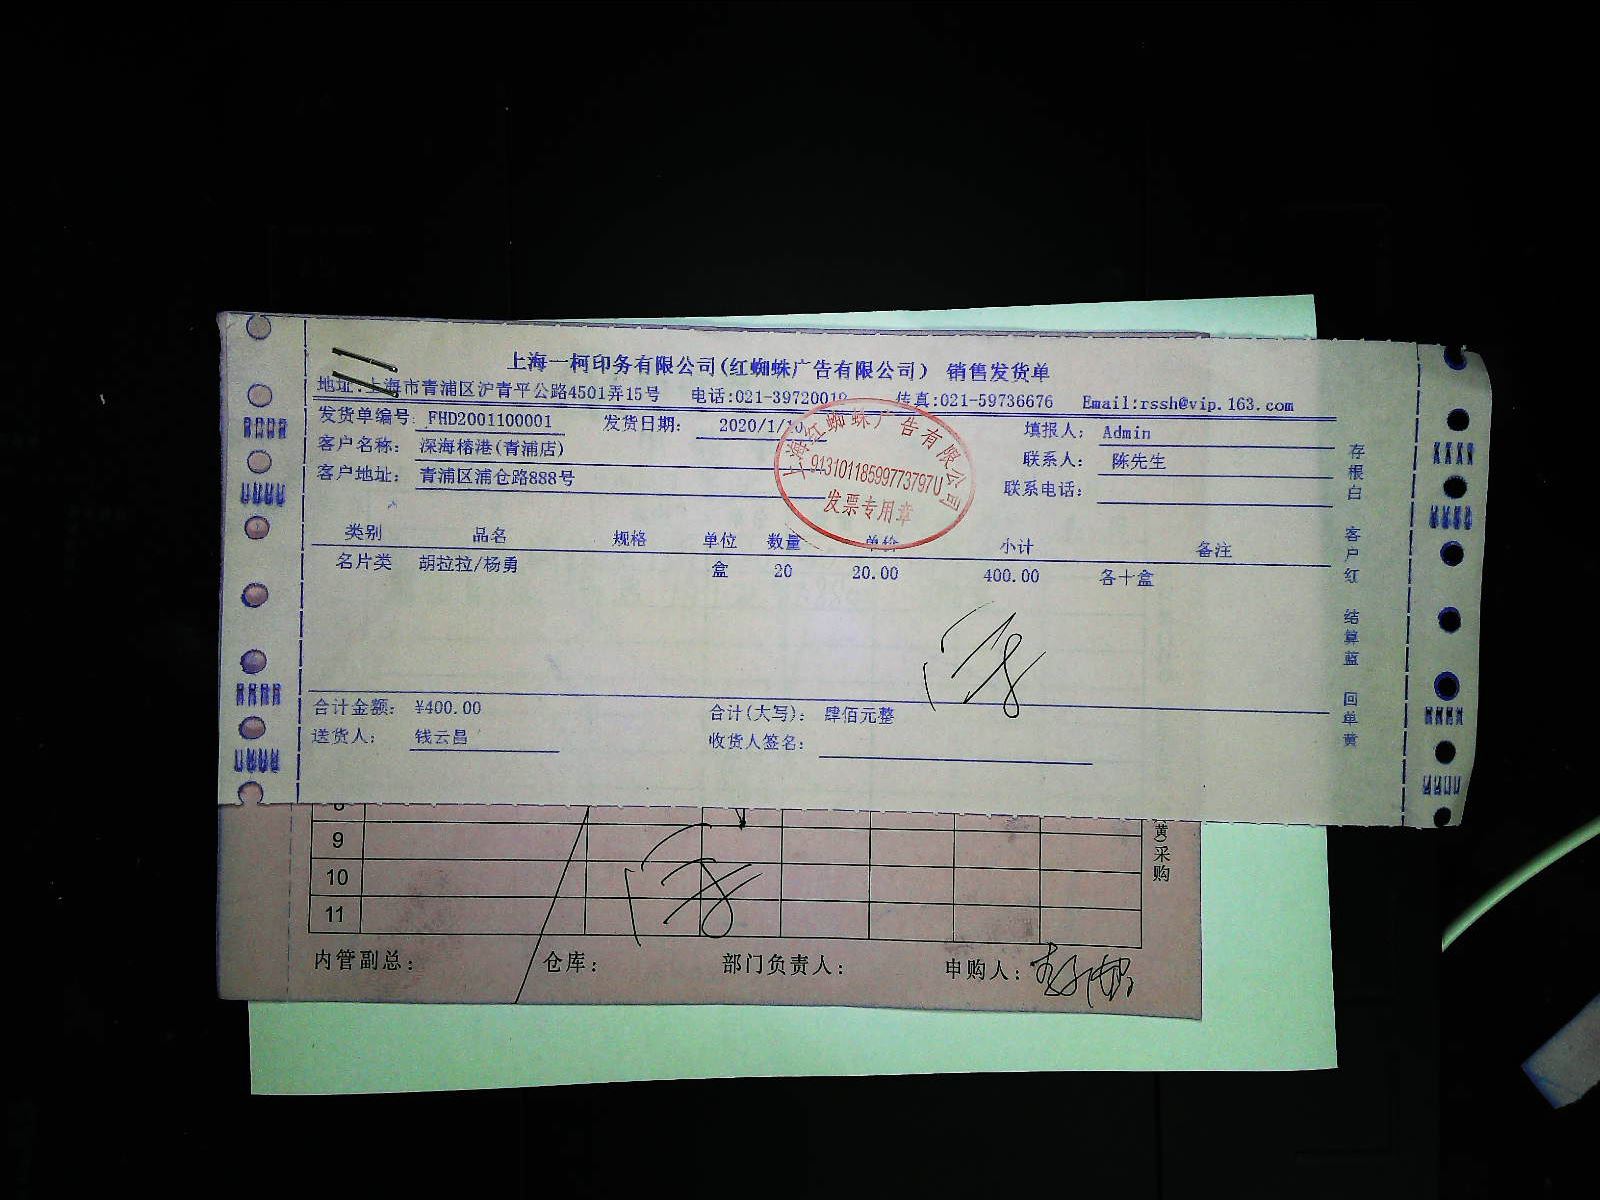 上海一柯印务有限公司(红蜘蛛广告有限公司) 销售发货单
地址:上海市青浦区沪青平公路4501弄15号 电话:021-39720018 传真:021-59736676 Email:rssh@vip.163.com
发货单编号: FHD2001100001 发货日期: 2020/1/10 填报人: Admin
客户名称: 深海椿港(青浦店) 联系人: 陈先生
客户地址: 青浦区浦仓路888号 联系电话:
上海红蜘蛛广告有限公司
91310118599773797U
发票专用章
类别 品名 规格 单位 数量 单价 小计 备注
名片类 胡拉拉/杨勇 盒 20 20.00 400.00 各十盒
合计金额: ¥400.00 合计(大写): 肆佰元整
送货人: 钱云昌 收货人签名:
存根白 客户红 结算蓝 回单黄
8
9
10
11
黄)采购
内管副总: 仓库: 部门负责人: 申购人: